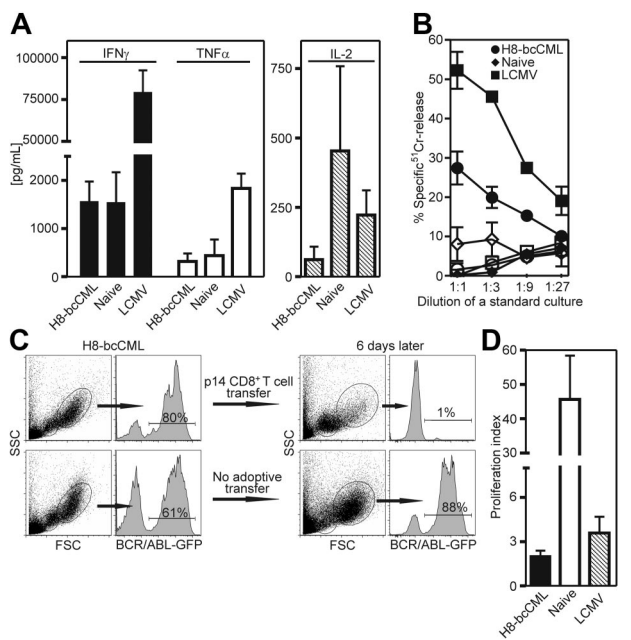 A
IFNγ
TNFα
IL-2
[pg/mL]
100000
75000
50000
2000
1000
0
H8-bcCML
Naive
LCMV
H8-bcCML
Naive
LCMV
750
500
250
0
H8-bcCML
Naive
LCMV
B
H8-bcCML
Naive
LCMV
% Specific⁵¹Cr-release
60
50
40
30
20
10
0
1:1 1:3 1:9 1:27
Dilution of a standard culture
C
H8-bcCML
6 days later
SSC
80%
p14 CD8⁺ T cell
transfer
SSC
1%
61%
No adoptive
transfer
88%
FSC
BCR/ABL-GFP
FSC
BCR/ABL-GFP
D
Proliferation index
60
50
40
30
6
3
0
H8-bcCML
Naive
LCMV